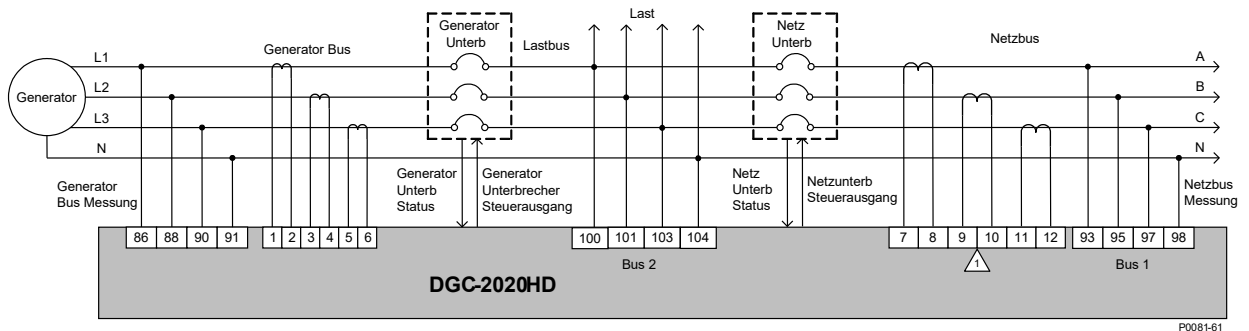 Last
Generator
Unterb
Netz
Unterb
Generator Bus
Lastbus
Netzbus
L1
A
L2
B
Generator
L3
C
N
N
Generator
Bus Messung
Generator
Unterb
Status
Generator
Unterbrecher
Steuerausgang
Netz
Unterb
Status
Netzunterb
Steuerausgang
Netzbus
Messung
86 88 90 91 1 2 3 4 5 6 100 101 103 104 7 8 9 10 11 12 93 95 97 98
Bus 2
1
Bus 1
DGC-2020HD
P0081-61